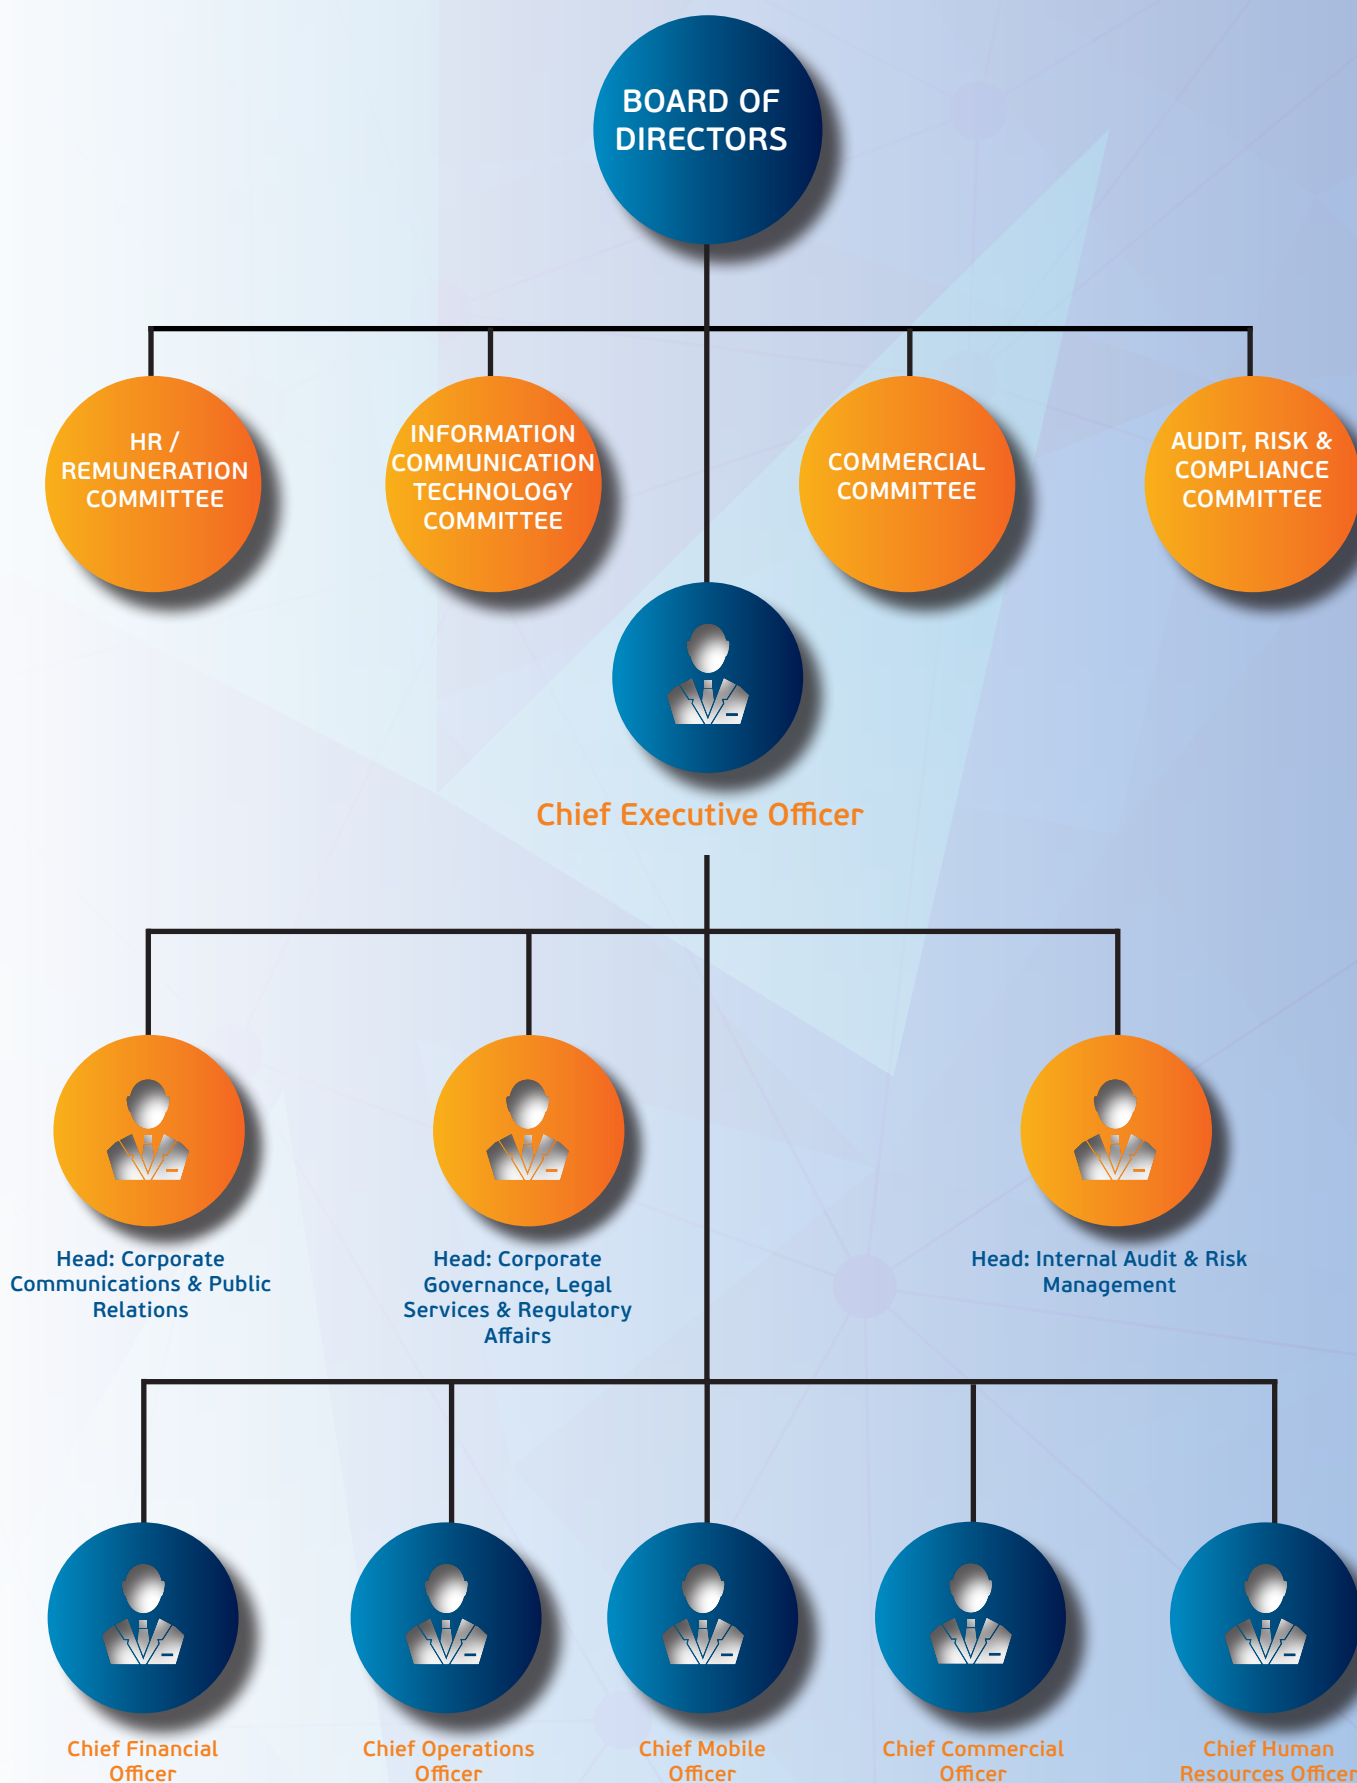 BOARD OF
DIRECTORS
HR /
REMUNERATION
COMMITTEE
INFORMATION
COMMUNICATION
TECHNOLOGY
COMMITTEE
COMMERCIAL
COMMITTEE
AUDIT, RISK &
COMPLIANCE
COMMITTEE
Chief Executive Officer
Head: Corporate
Communications & Public
Relations
Head: Corporate
Governance, Legal
Services & Regulatory
Affairs
Head: Internal Audit & Risk
Management
Chief Financial
Officer
Chief Operations
Officer
Chief Mobile
Officer
Chief Commercial
Officer
Chief Human
Resources Officer